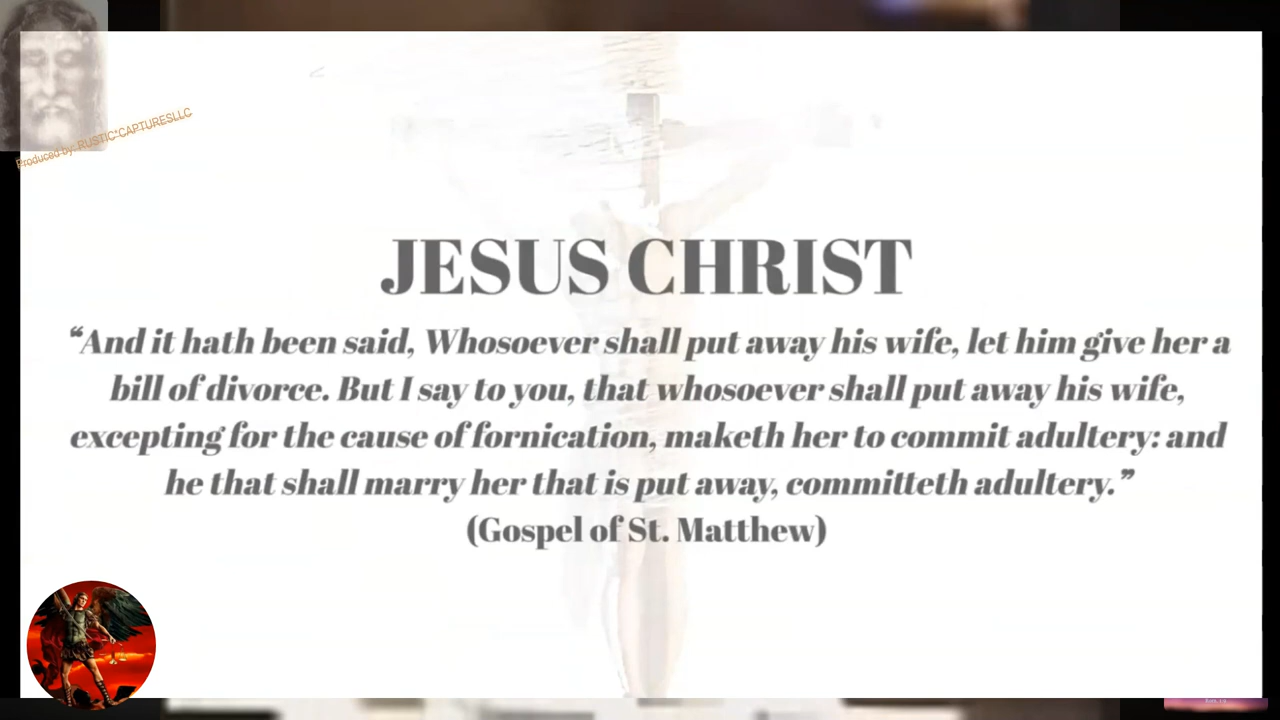 Produced by: RUSTIC*CAPTURESLLC
JESUS CHRIST
“And it hath been said, Whosoever shall put away his wife, let him give her a
bill of divorce. But I say to you, that whosoever shall put away his wife,
excepting for the cause of fornication, maketh her to commit adultery: and
he that shall marry her that is put away, committeth adultery.”
(Gospel of St. Matthew)